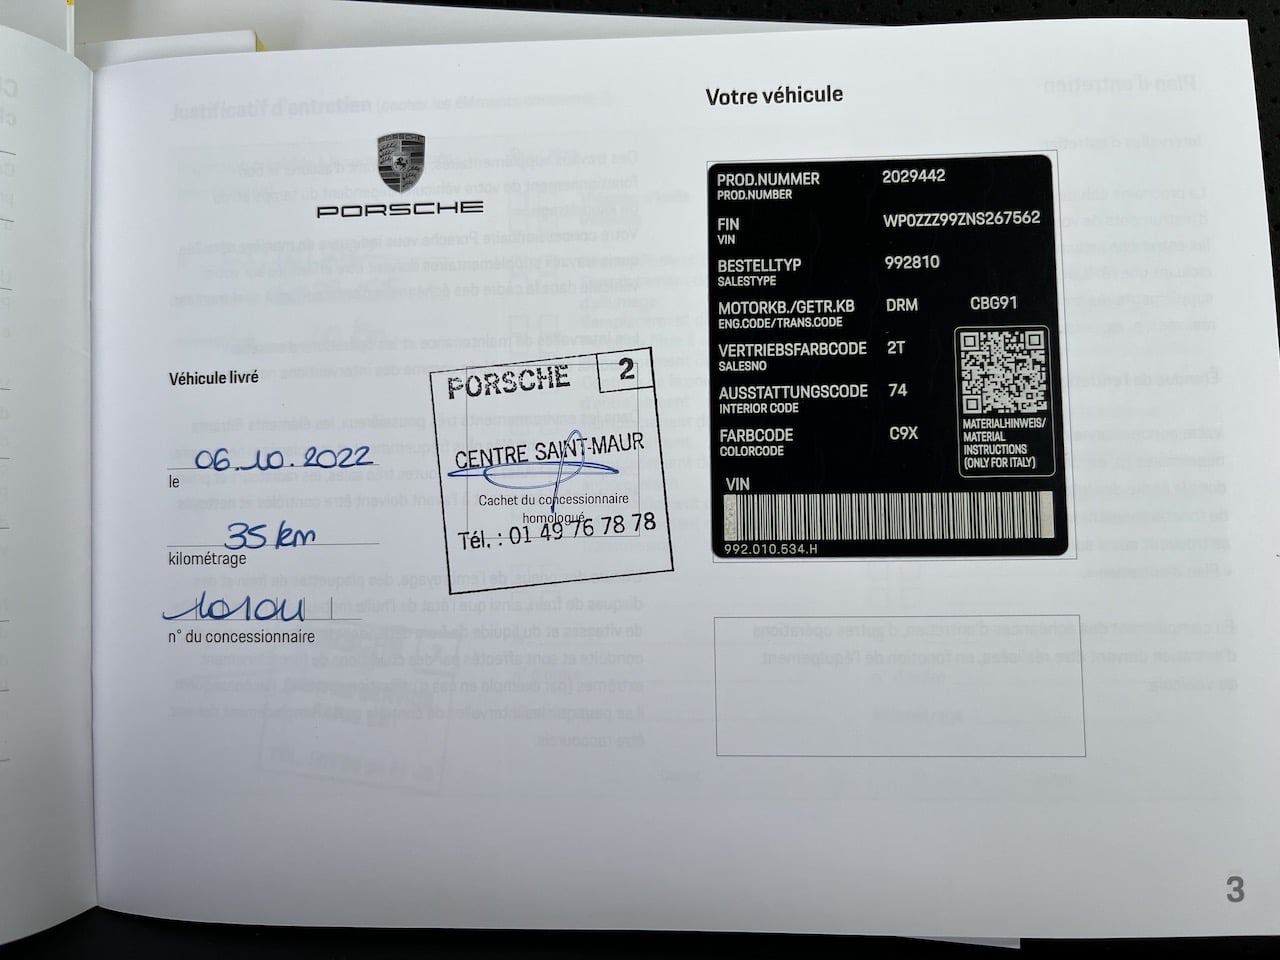 PORSCHE
Véhicule livré
06.10.2022
le
35 km
kilométrage
n° du concessionnaire
PORSCHE 2
CENTRE SAINT-MAUR
Cachet du concessionnaire
homologué
Tél. : 01 49 76 78 78
Votre véhicule
PROD.NUMMER 2029442
PROD.NUMBER
FIN WP0ZZZ99ZNS267562
VIN
BESTELLTYP 992810
SALESTYPE
MOTORKB./GETR.KB DRM CBG91
ENG.CODE/TRANS.CODE
VERTRIEBSFARBCODE 2T
SALESNO
AUSSTATTUNGSCODE 74
INTERIOR CODE
FARBCODE C9X
COLORCODE
MATERIALHINWEIS/
MATERIAL
INSTRUCTIONS
(ONLY FOR ITALY)
VIN
992.010.534.H
3